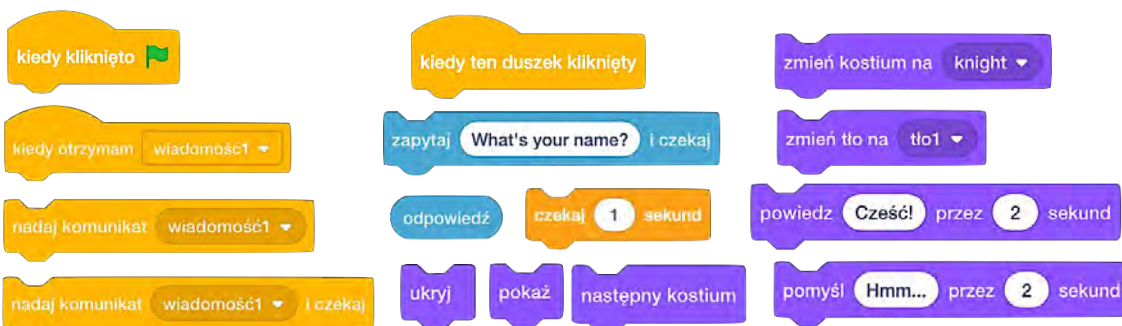 kiedy kliknięto
kiedy otrzymam wiadomość1
nadaj komunikat wiadomość1
nadaj komunikat wiadomość1 i czekaj
kiedy ten duszek kliknięty
zapytaj What's your name? i czekaj
odpowiedź
czekaj 1 sekund
ukryj
pokaż
następny kostium
zmień kostium na knight
zmień tło na tło1
powiedz Cześć! przez 2 sekund
pomyśl Hmm... przez 2 sekund